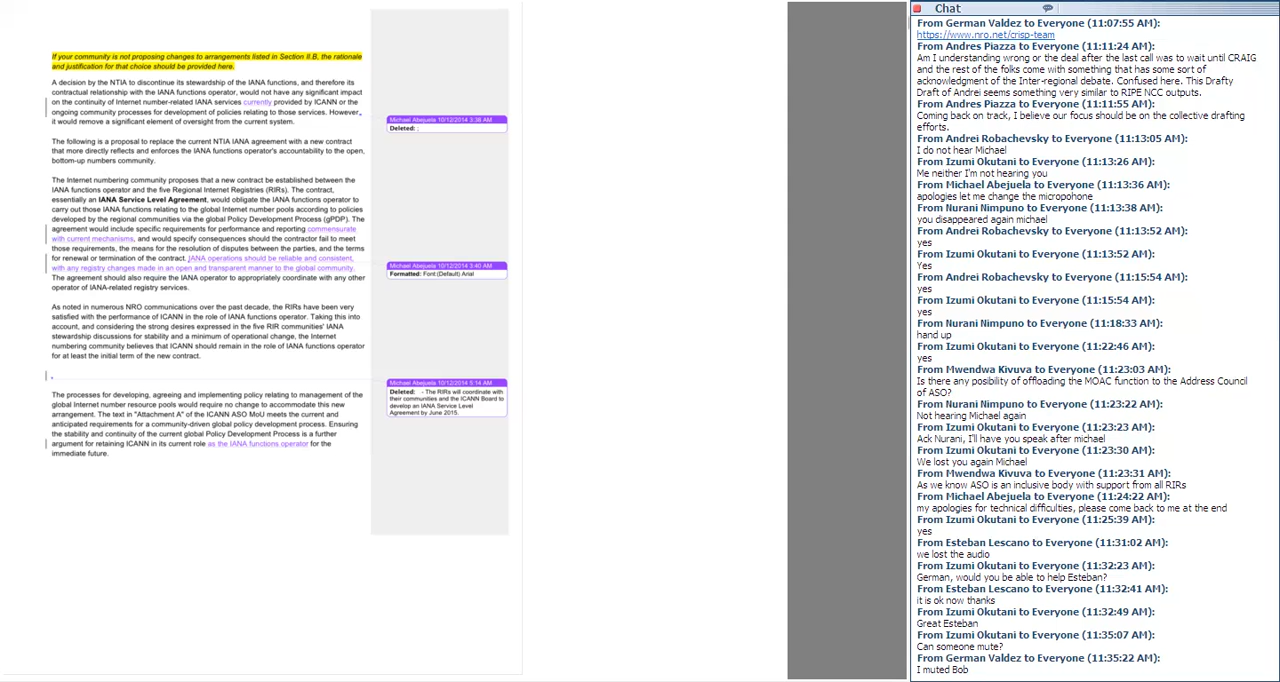 If your community is not proposing changes to arrangements listed in Section II.B, the rationale
and justification for that choice should be provided here.
A decision by the NTIA to discontinue its stewardship of the IANA functions, and therefore its
contractual relationship with the IANA functions operator, would not have any significant impact
on the continuity of Internet number-related IANA services currently provided by ICANN or the
ongoing community processes for development of policies relating to those services. However,
it would remove a significant element of oversight from the current system.
The following is a proposal to replace the current NTIA IANA agreement with a new contract
that more directly reflects and enforces the IANA functions operator's accountability to the open,
bottom-up numbers community.
The Internet numbering community proposes that a new contract be established between the
IANA functions operator and the five Regional Internet Registries (RIRs). The contract,
essentially an IANA Service Level Agreement, would obligate the IANA functions operator to
carry out those IANA functions relating to the global Internet number pools according to policies
developed by the regional communities via the global Policy Development Process (gPDP). The
agreement would include specific requirements for performance and reporting commensurate
with current mechanisms, and would specify consequences should the contractor fail to meet
those requirements, the means for the resolution of disputes between the parties, and the terms
for renewal or termination of the contract. IANA operations should be reliable and consistent,
with any registry changes made in an open and transparent manner to the global community.
The agreement should also require the IANA operator to appropriately coordinate with any other
operator of IANA-related registry services.
As noted in numerous NRO communications over the past decade, the RIRs have been very
satisfied with the performance of ICANN in the role of IANA functions operator. Taking this into
account, and considering the strong desires expressed in the five RIR communities' IANA
stewardship discussions for stability and a minimum of operational change, the Internet
numbering community believes that ICANN should remain in the role of IANA functions operator
for at least the initial term of the new contract.
The processes for developing, agreeing and implementing policy relating to management of the
global Internet number resource pools would require no change to accommodate this new
arrangement. The text in "Attachment A" of the ICANN ASO MoU meets the current and
anticipated requirements for a community-driven global policy development process. Ensuring
the stability and continuity of the current global Policy Development Process is a further
argument for retaining ICANN in its current role as the IANA functions operator for the
immediate future.
Michael Abejuela 10/12/2014 3:38 AM
Deleted: ;
Michael Abejuela 10/12/2014 3:40 AM
Formatted: Font (Default) Arial
Michael Abejuela 10/12/2014 5:14 AM
Deleted: - The RIRs will coordinate with
their communities and the ICANN Board to
develop an IANA Service Level
Agreement by June 2015.
Chat
From German Valdez to Everyone (11:07:55 AM):
https://www.nro.net/crisp-team
From Andres Piazza to Everyone (11:11:24 AM):
Am I understanding wrong or the deal after the last call was to wait until CRAIG
and the rest of the folks come with something that has some sort of
acknowledgment of the Inter-regional debate. Confused here. This Drafty
Draft of Andrei seems something very similar to RIPE NCC outputs.
From Andres Piazza to Everyone (11:11:55 AM):
Coming back on track, I believe our focus should be on the collective drafting
efforts.
From Andrei Robachevsky to Everyone (11:13:05 AM):
I do not hear Michael
From Izumi Okutani to Everyone (11:13:26 AM):
Me neither I'm not hearing you
From Michael Abejuela to Everyone (11:13:36 AM):
apologies let me change the microphone
From Nurani Nimpuno to Everyone (11:13:38 AM):
you disappeared again michael
From Andrei Robachevsky to Everyone (11:13:52 AM):
yes
From Izumi Okutani to Everyone (11:13:52 AM):
Yes
From Andrei Robachevsky to Everyone (11:15:54 AM):
yes
From Izumi Okutani to Everyone (11:15:54 AM):
yes
From Nurani Nimpuno to Everyone (11:18:33 AM):
hand up
From Izumi Okutani to Everyone (11:22:46 AM):
yes
From Mwendwa Kivuva to Everyone (11:23:03 AM):
Is there any posibility of offloading the MOAC function to the Address Council
of ASO?
From Nurani Nimpuno to Everyone (11:23:22 AM):
Not hearing Michael again
From Izumi Okutani to Everyone (11:23:23 AM):
Ack Nurani, I'll have you speak after michael
From Izumi Okutani to Everyone (11:23:30 AM):
We lost you again Michael
From Mwendwa Kivuva to Everyone (11:23:31 AM):
As we know ASO is an inclusive body with support from all RIRs
From Michael Abejuela to Everyone (11:24:22 AM):
my apologies for technical difficulties, please come back to me at the end
From Izumi Okutani to Everyone (11:25:39 AM):
yes
From Esteban Lescano to Everyone (11:31:02 AM):
we lost the audio
From Izumi Okutani to Everyone (11:32:23 AM):
German, would you be able to help Esteban?
From Esteban Lescano to Everyone (11:32:41 AM):
it is ok now thanks
From Izumi Okutani to Everyone (11:32:49 AM):
Great Esteban
From Izumi Okutani to Everyone (11:35:07 AM):
Can someone mute?
From German Valdez to Everyone (11:35:22 AM):
I muted Bob